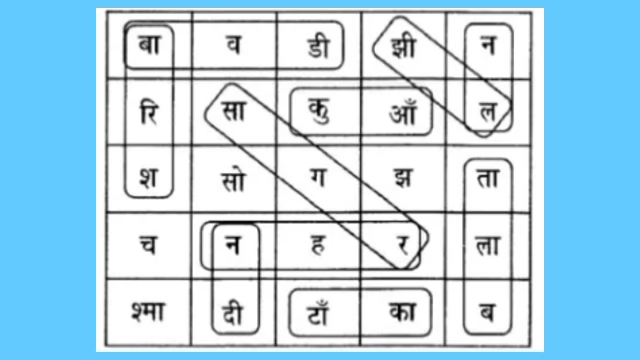 बा व डी झी न
रि सा कु आँ ल
श सो ग झ ता
च न ह र ला
श्मा दी टाँ का ब